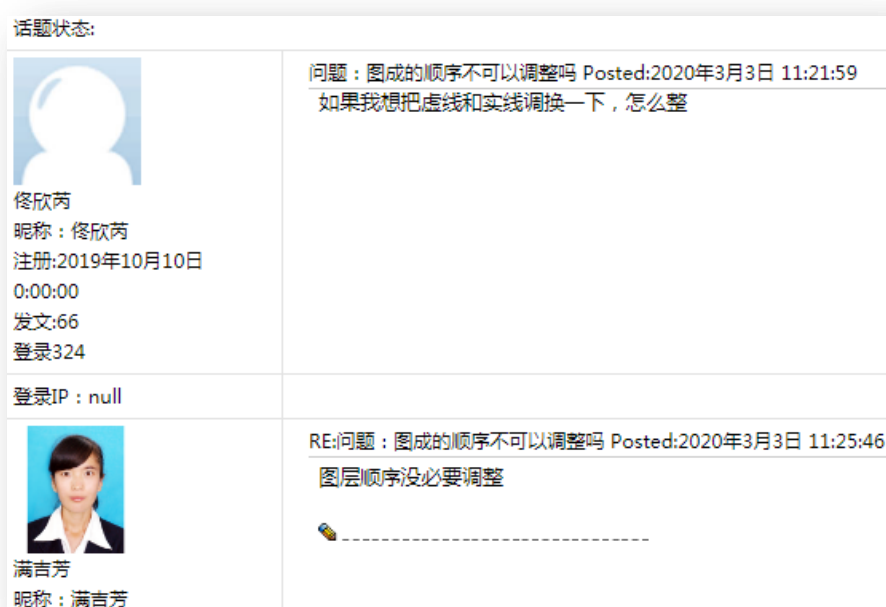 话题状态:
问题：图成的顺序不可以调整吗 Posted:2020年3月3日 11:21:59
如果我想把虚线和实线调换一下，怎么整
佟欣芮
昵称：佟欣芮
注册:2019年10月10日
0:00:00
发文:66
登录324
登录IP：null
RE:问题：图成的顺序不可以调整吗 Posted:2020年3月3日 11:25:46
图层顺序没必要调整
-------------------------------
满吉芳
昵称：满吉芳